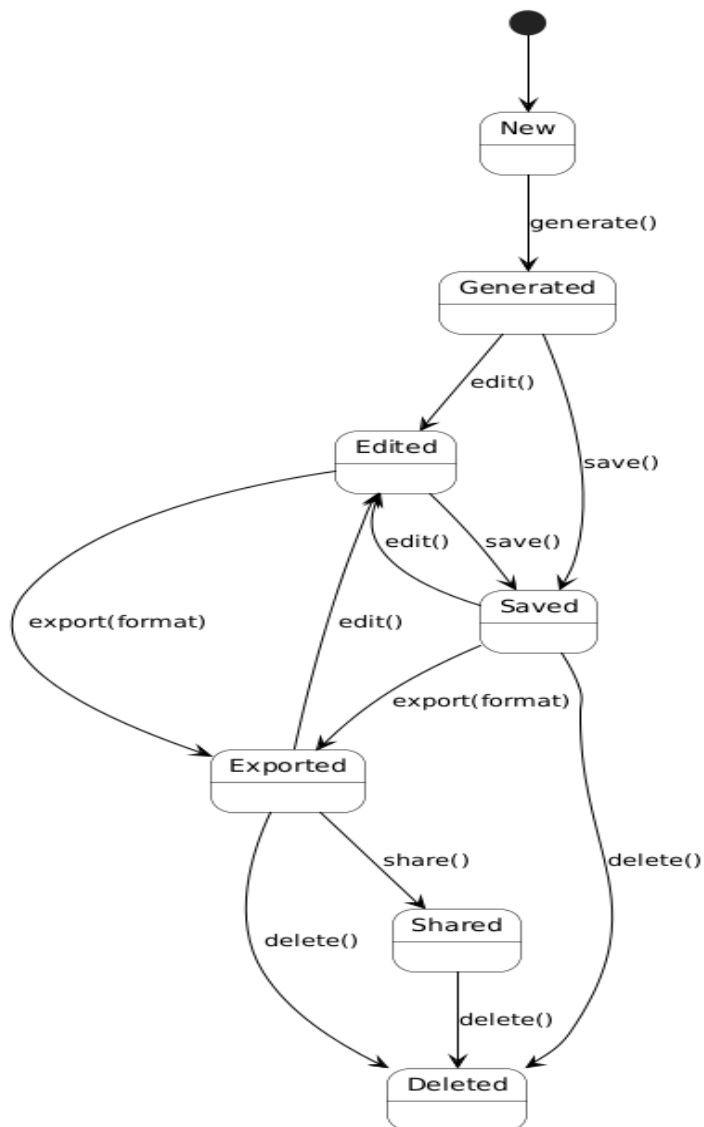 New
generate()
Generated
edit()
save()
Edited
edit()
save()
Saved
export(format)
edit()
export(format)
Exported
share()
delete()
Shared
delete()
delete()
Deleted